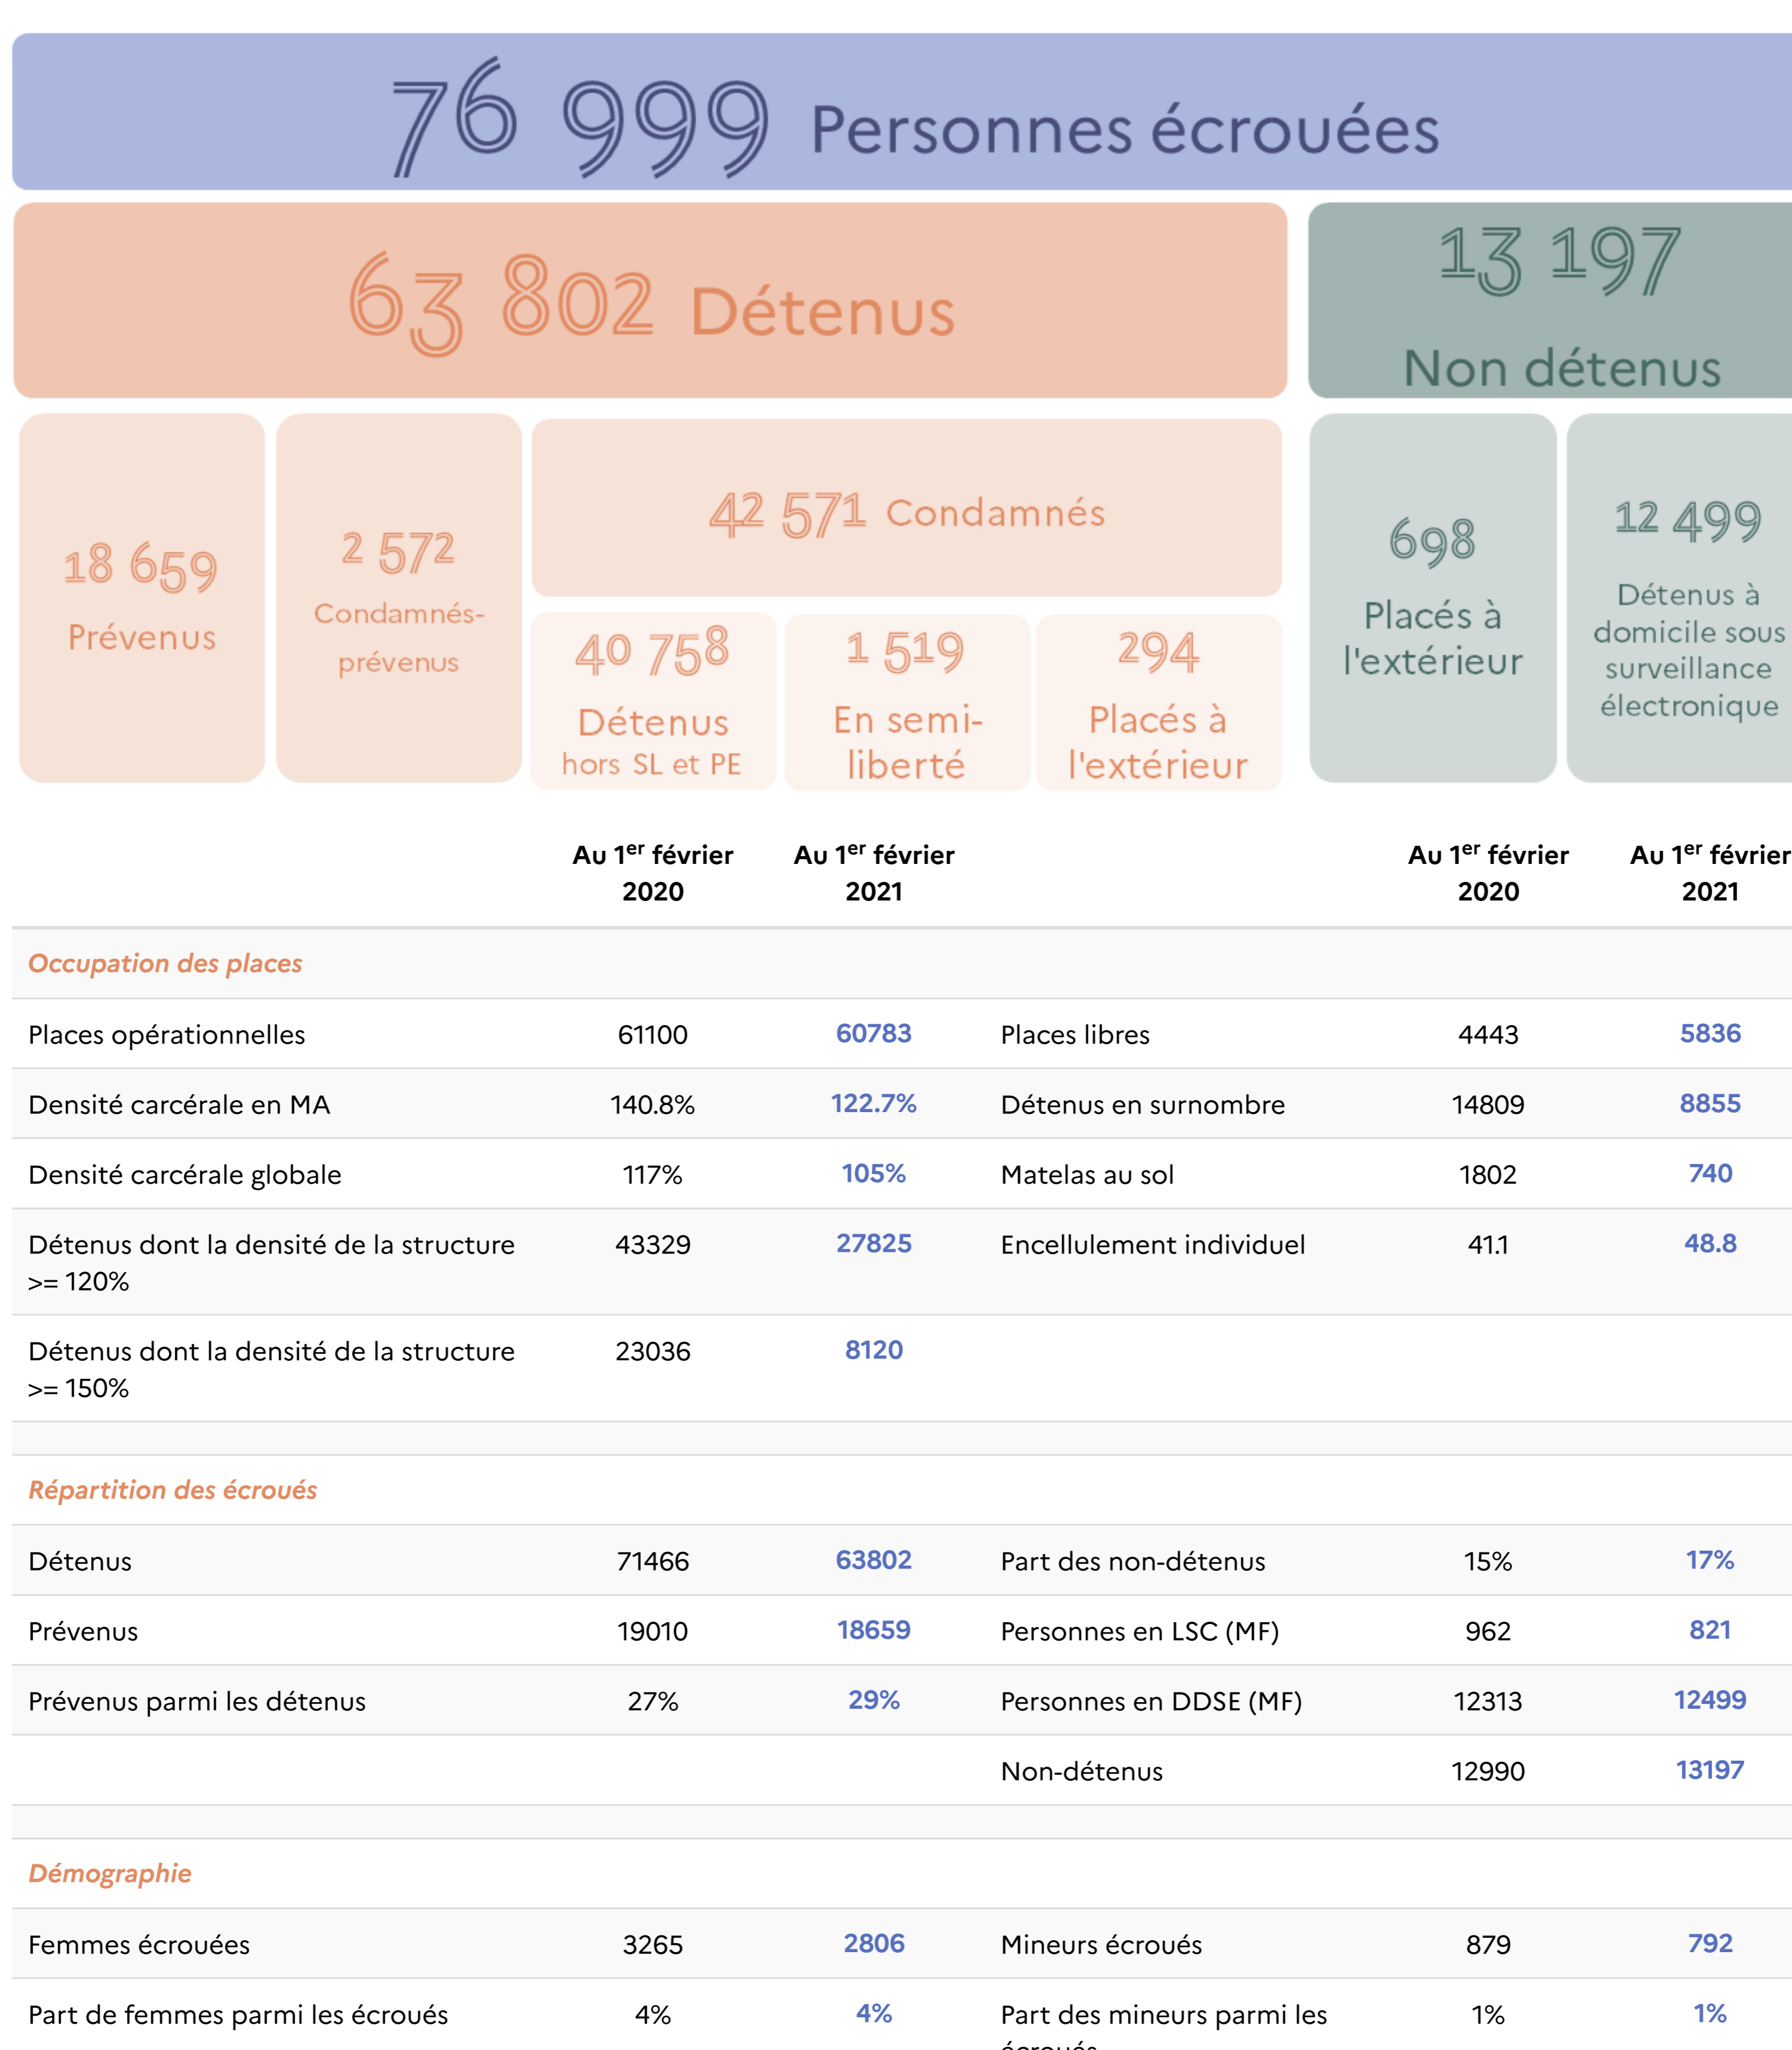 76 999 Personnes écrouées
63 802 Détenus
13 197
Non détenus
18 659
Prévenus
2 572
Condamnés-
prévenus
42 571 Condamnés
40 758
Détenus
hors SL et PE
1 519
En semi-
liberté
294
Placés à
l'extérieur
698
Placés à
l'extérieur
12 499
Détenus à
domicile sous
surveillance
électronique
Au 1er février 2020 Au 1er février 2021 Au 1er février 2020 Au 1er février 2021
Occupation des places
Places opérationnelles 61100 60783 Places libres 4443 5836
Densité carcérale en MA 140.8% 122.7% Détenus en surnombre 14809 8855
Densité carcérale globale 117% 105% Matelas au sol 1802 740
Détenus dont la densité de la structure 43329 27825 Encellulement individuel 41.1 48.8
>= 120%
Détenus dont la densité de la structure 23036 8120
>= 150%
Répartition des écroués
Détenus 71466 63802 Part des non-détenus 15% 17%
Prévenus 19010 18659 Personnes en LSC (MF) 962 821
Prévenus parmi les détenus 27% 29% Personnes en DDSE (MF) 12313 12499
Non-détenus 12990 13197
Démographie
Femmes écrouées 3265 2806 Mineurs écroués 879 792
Part de femmes parmi les écroués 4% 4% Part des mineurs parmi les 1% 1%